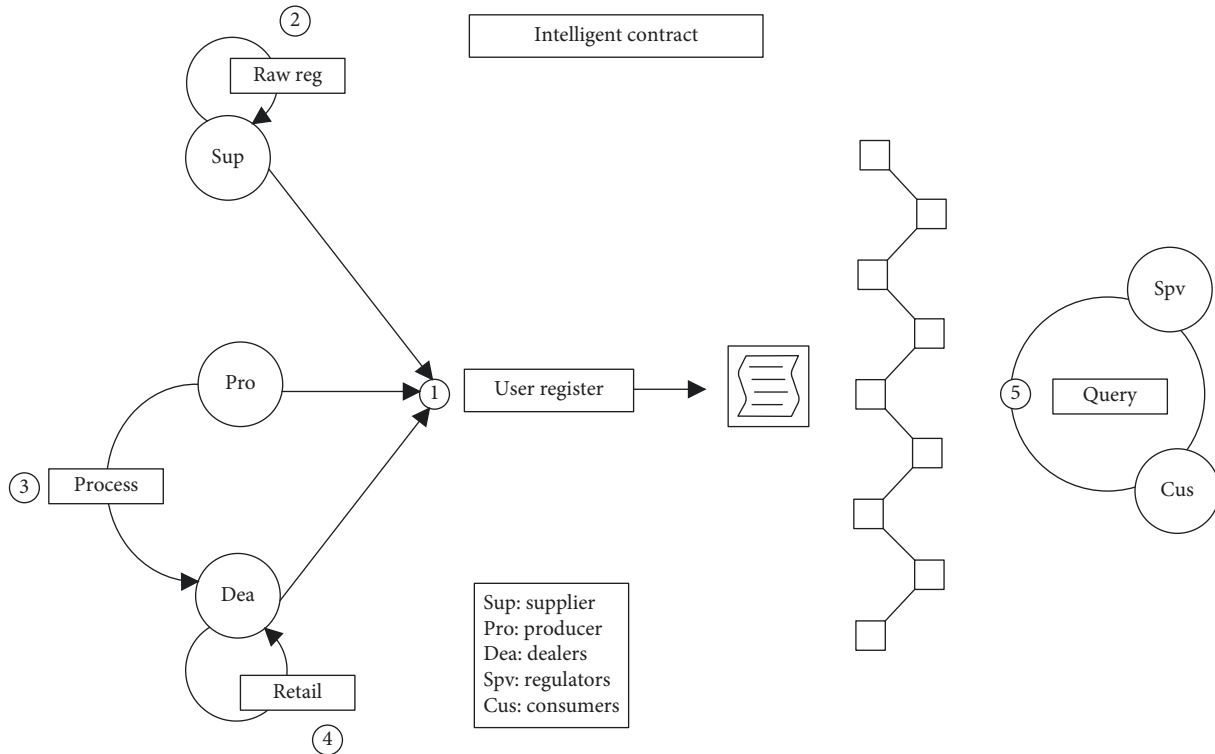 2
Intelligent contract
Raw reg
Sup
Spv
Pro
1
User register
5
Query
3
Process
Cus
Dea
Sup: supplier
Pro: producer
Dea: dealers
Spv: regulators
Cus: consumers
Retail
4